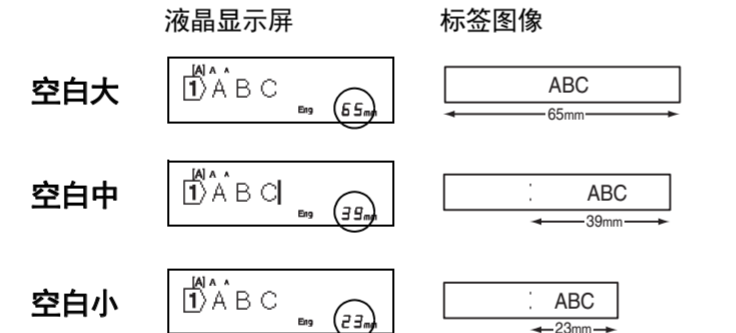 液晶显示屏 标签图像
空白大 [A] ∧ ∧
1 A B C Eng 65mm ABC
65mm
空白中 [A] ∧ ∧
1 A B C Eng 39mm : ABC
39mm
空白小 [A] ∧ ∧
1 A B C Eng 23mm : ABC
23mm